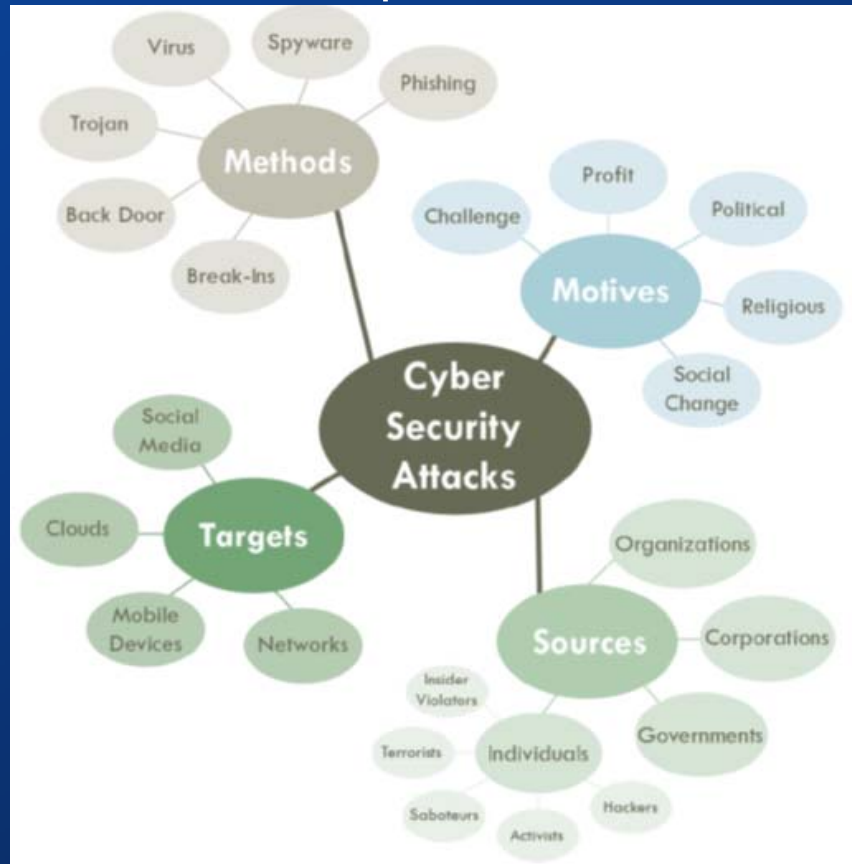 Virus
Spyware
Phishing
Trojan
Methods
Back Door
Break-Ins
Profit
Challenge
Political
Motives
Religious
Social
Change
Cyber
Security
Attacks
Social
Media
Clouds
Targets
Mobile
Devices
Networks
Organizations
Sources
Corporations
Governments
Insider
Violators
Terrorists
Individuals
Saboteurs
Activists
Hackers